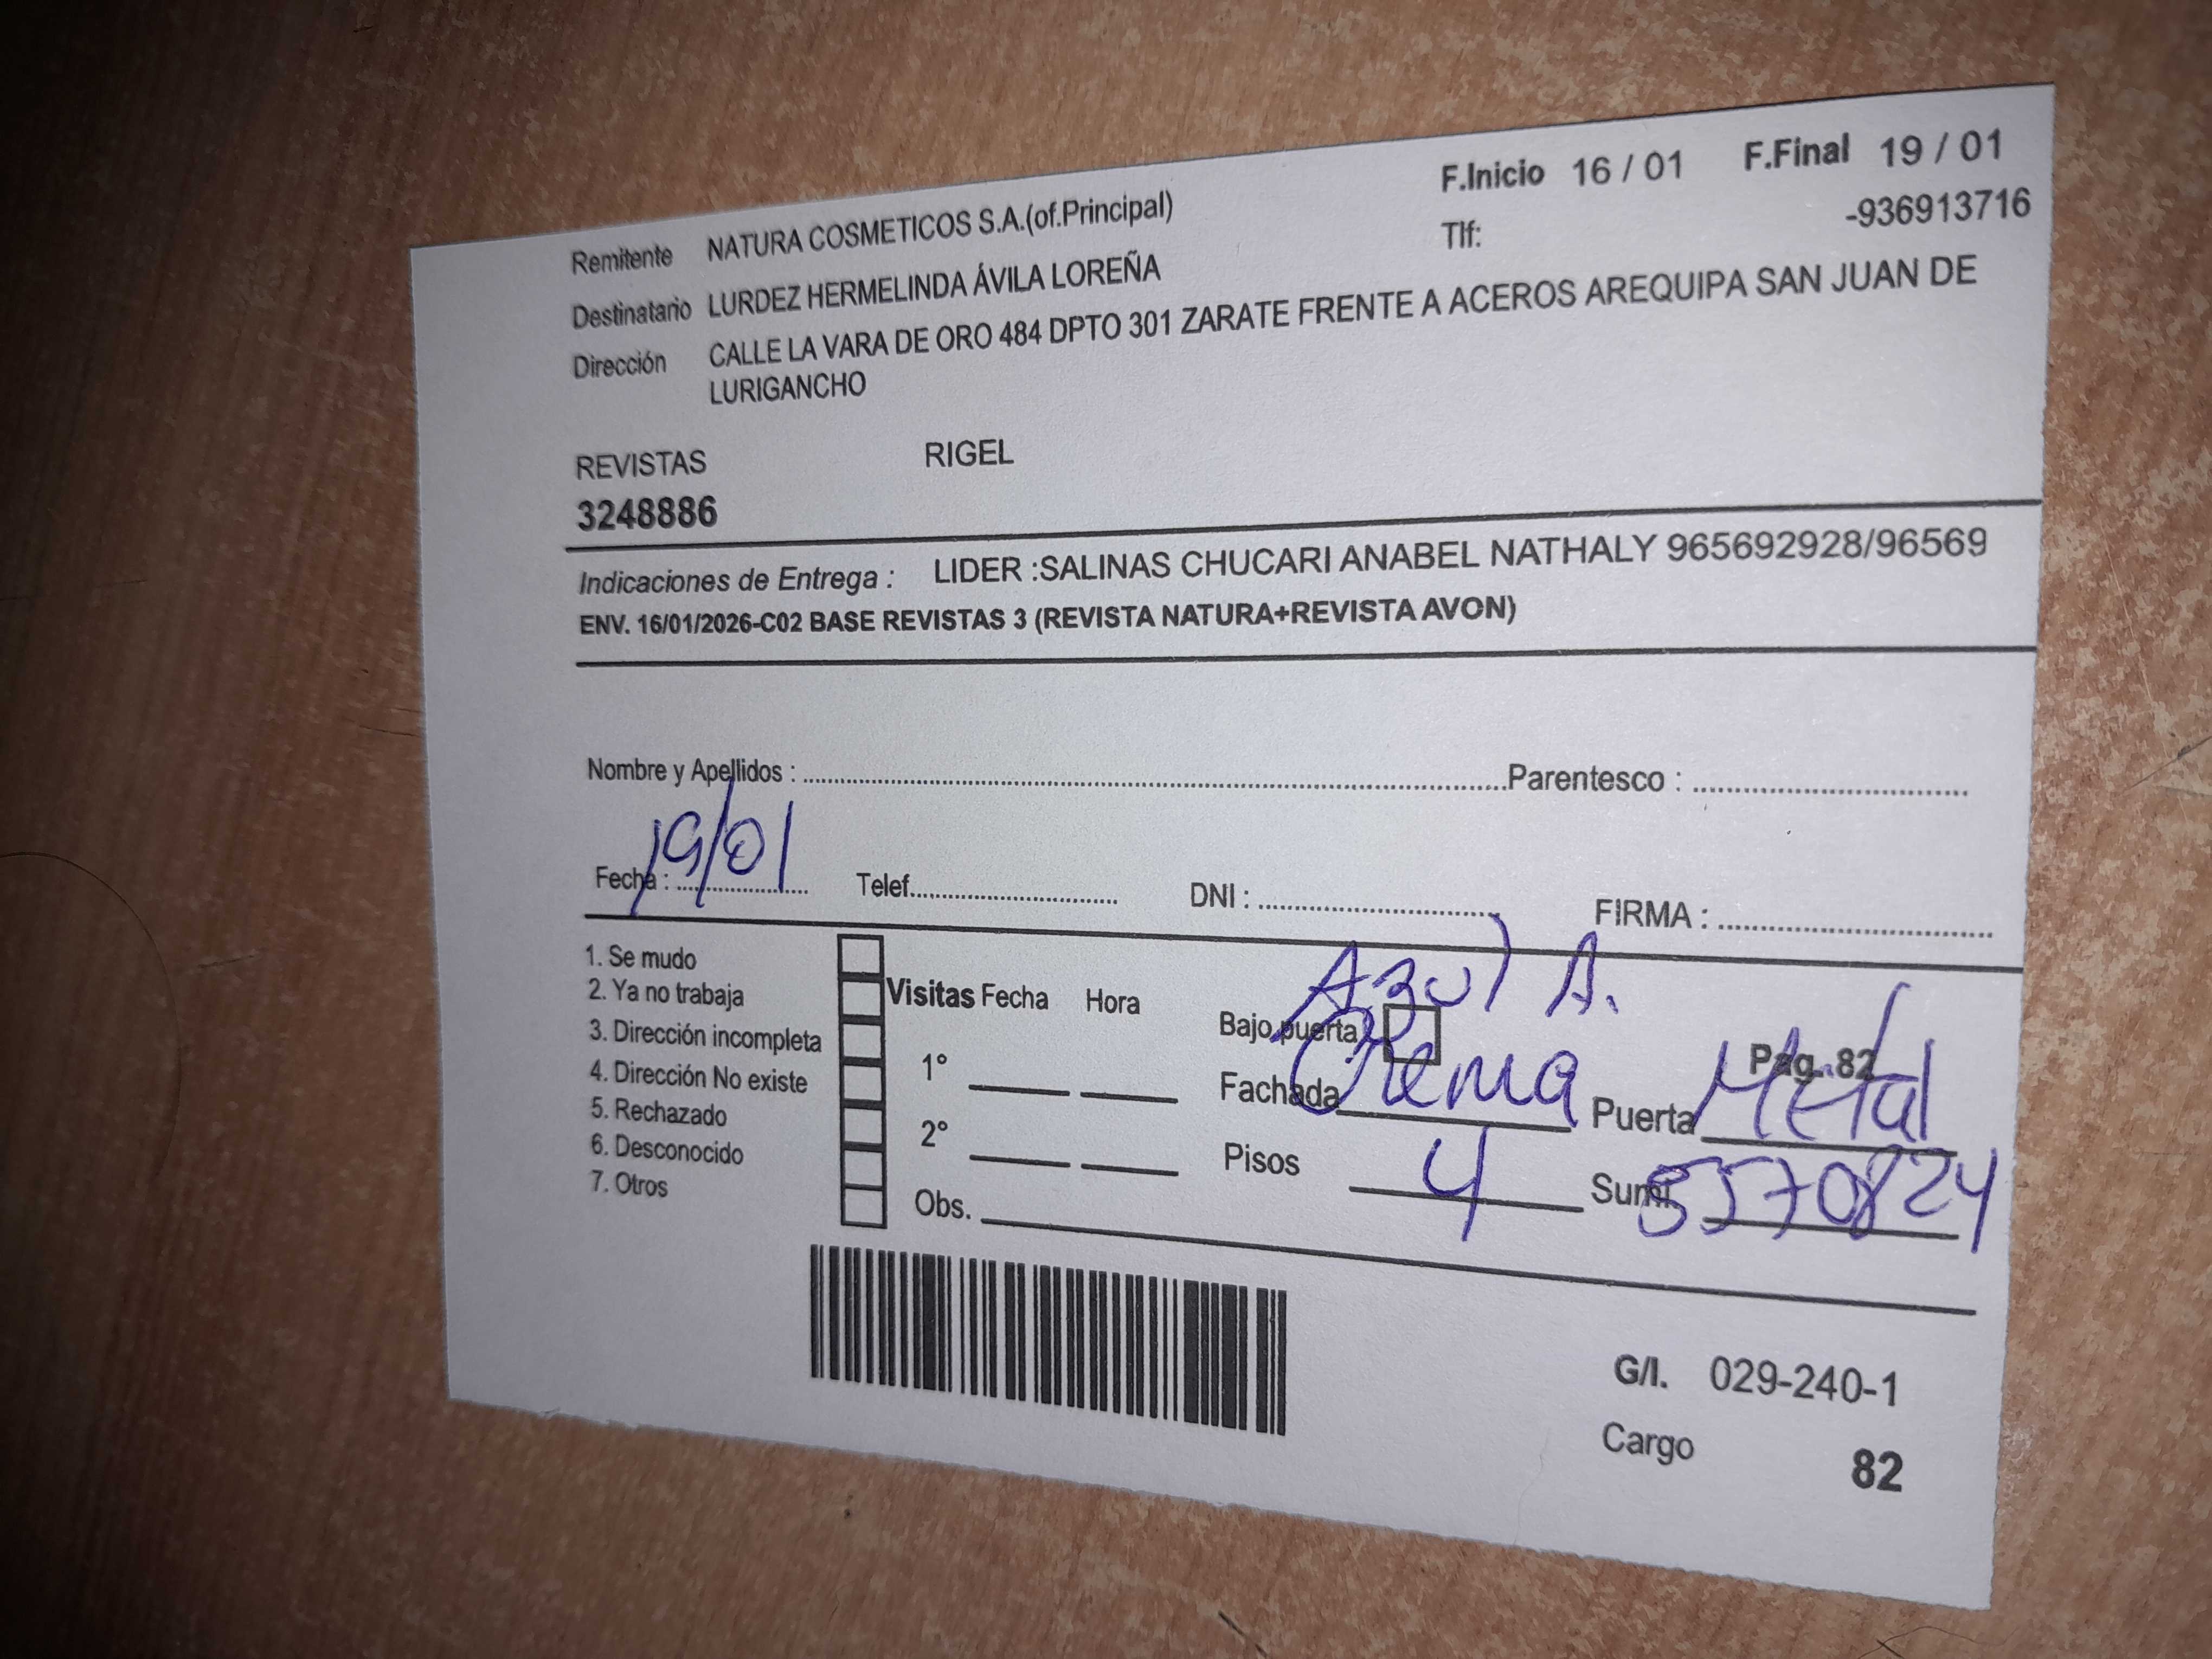 F.Inicio 16 / 01 F.Final 19 / 01
Remitente NATURA COSMETICOS S.A.(of.Principal) Tlf: -936913716
Destinatario LURDEZ HERMELINDA ÁVILA LOREÑA
Dirección CALLE LA VARA DE ORO 484 DPTO 301 ZARATE FRENTE A ACEROS AREQUIPA SAN JUAN DE
LURIGANCHO
REVISTAS RIGEL
3248886
Indicaciones de Entrega : LIDER :SALINAS CHUCARI ANABEL NATHALY 965692928/96569
ENV. 16/01/2026-C02 BASE REVISTAS 3 (REVISTA NATURA+REVISTA AVON)
Nombre y Apellidos : Parentesco :
Fecha : 19/01 Telef. DNI : FIRMA :
1. Se mudo
2. Ya no trabaja
3. Dirección incompleta
4. Dirección No existe
5. Rechazado
6. Desconocido
7. Otros
Visitas Fecha Hora
1°
2°
Obs.
Azul A.
Bajo puerta Pag. 82
Fachada Crema Puerta Metal
Pisos 4 Sumi 5570824
G/I. 029-240-1
Cargo 82